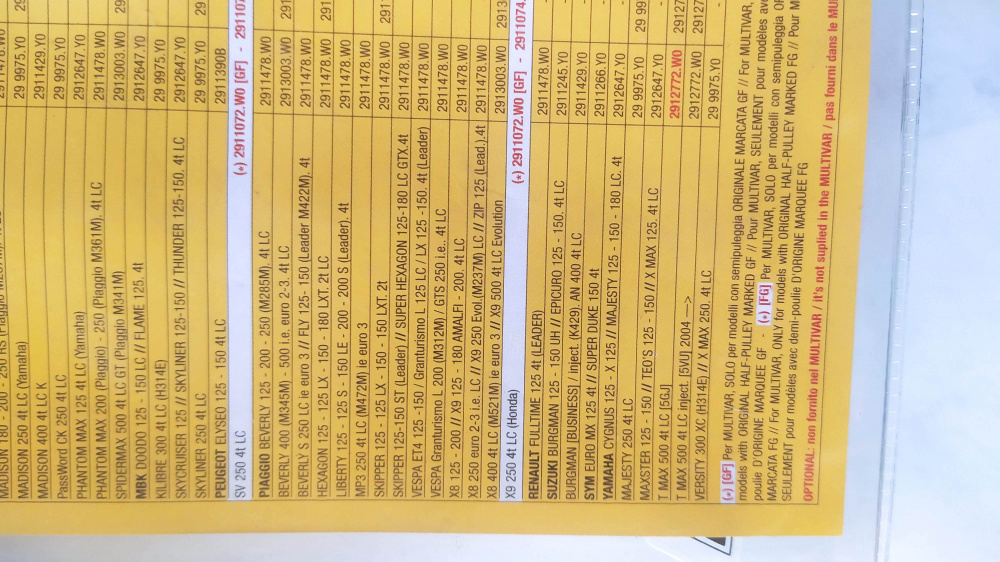 MADISON 180 - 200 - 250 RS (Piaggio 2911478.W0
MADISON 250 4t LC (Yamaha) 29 9975.Y0
MADISON 400 4t LC K 2911429.Y0
PassWord CK 250 4t LC 29 9975.Y0
PHANTOM MAX 125 4t LC (Yamaha) 2912647.Y0
PHANTOM MAX 200 (Piaggio) - 250 (Piaggio M361M). 4t LC 2911478.W0
SPIDERMAX 500 4t LC GT (Piaggio M341M) 2913003.W0
MBK DODO 125 - 150 LC // FLAME 125. 4t 2912647.Y0
KILIBRE 300 4t LC (H314E) 29 9975.Y0
SKYCRUISER 125 // SKYLINER 125-150 // THUNDER 125-150. 4t LC 2912647.Y0
SKYLINER 250 4t LC 29 9975.Y0
PEUGEOT ELYSEO 125 - 150 4t LC 2911390B
SV 250 4t LC (*) 2911072.W0 [GF] -
PIAGGIO BEVERLY 125 - 200 - 250 (M285M). 4t LC 2911478.W0
BEVERLY 400 (M345M) - 500 i.e. euro 2-3. 4t LC 2913003.W0
BEVERLY S 250 LC ie euro 3 // FLY 125- 150 (Leader M422M). 4t 2911478.W0
HEXAGON 125 - 125 LX - 150 - 180 LXT. 2t LC 2911478.W0
LIBERTY 125 - 125 S - 150 LE - 200 - 200 S (Leader). 4t 2911478.W0
MP3 250 4t LC (M472M) ie euro 3 2911478.W0
SKIPPER 125 - 125 LX - 150 - 150 LXT. 2t 2911478.W0
SKIPPER 125-150 ST (Leader) // SUPER HEXAGON 125-180 LC GTX.4t 2911478.W0
VESPA ET4 125 -150 / Granturismo L 125 LC / LX 125 -150. 4t (Leader) 2911478.W0
VESPA Granturismo L 200 (M312M) / GTS 250 i.e.. 4t LC 2911478.W0
X8 125 - 200 // X9 125 - 180 AMALFI - 200. 4t LC 2911478.W0
X8 250 euro 2-3 i.e. LC // X9 250 Evol.(M237M) LC // ZIP 125 (Lead.).4t 2911478.W0
X8 400 4t LC (M521M) ie euro 3 // X9 500 4t LC Evolution 2913003.W0
X9 250 4t LC (Honda) (*) 2911072.W0 [GF] - 2911074.
RENAULT FULLTIME 125 4t (LEADER) 2911478.W0
SUZUKI BURGMAN 125 - 150 UH // EPICURO 125 - 150. 4t LC 2911245.Y0
BURGMAN [BUSINESS] . Inject. (K429). AN 400 4t LC 2911429.Y0
SYM EURO MX 125 4t // SUPER DUKE 150 4t 2911266.Y0
YAMAHA CYGNUS 125 - X 125 // MAJESTY 125 - 150 - 180 LC. 4t 2912647.Y0
MAJESTY 250 4t LC 29 9975.Y0
MAXSTER 125 - 150 // TEO'S 125 - 150 // X MAX 125. 4t LC 2912647.Y0
T MAX 500 4t LC [5GJ] 2912772.W0
T MAX 500 4t LC inject. [5VU] 2004 —> 2912772.W0
VERSITY 300 XC (H314E) // X MAX 250. 4t LC 29 9975.Y0
(*) [GF] Per MULTIVAR, SOLO per modelli con semipuleggia ORIGINALE MARCATA GF // For MULTIVAR,
models with ORIGINAL HALF-PULLEY MARKED GF // Pour MULTIVAR, SEULEMENT pour modèles
poulie D'ORIGINE MARQUEE GF - (*) [FG] Per MULTIVAR, SOLO per modelli con semipuleggia
MARCATA FG // For MULTIVAR, ONLY for models with ORIGINAL HALF-PULLEY MARKED FG // Pour
SEULEMENT pour modèles avec demi-poulie D'ORIGINE MARQUEE FG
OPTIONAL: non fornito nel MULTIVAR / it's not suplied in the MULTIVAR / pas fourni dans le